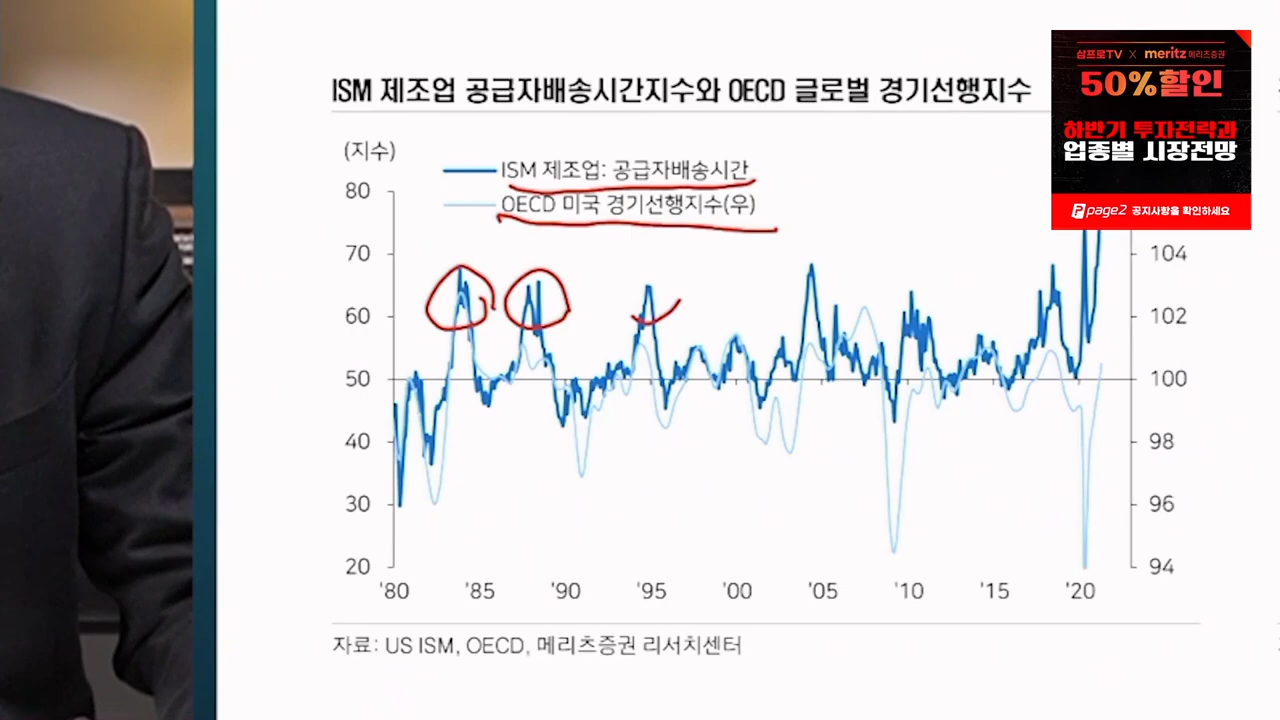 ISM 제조업 공급자배송시간지수와 OECD 글로벌 경기선행지수
(지수)
ISM 제조업: 공급자배송시간
OECD 미국 경기선행지수(우)
80
70
60
50
40
30
20
104
102
100
98
96
94
'80 '85 '90 '95 '00 '05 '10 '15 '20
자료: US ISM, OECD, 메리츠증권 리서치센터
삼프로TV X meritz 메리츠증권
50%할인
하반기 투자전략과
업종별 시장전망
page2 공지사항을 확인하세요